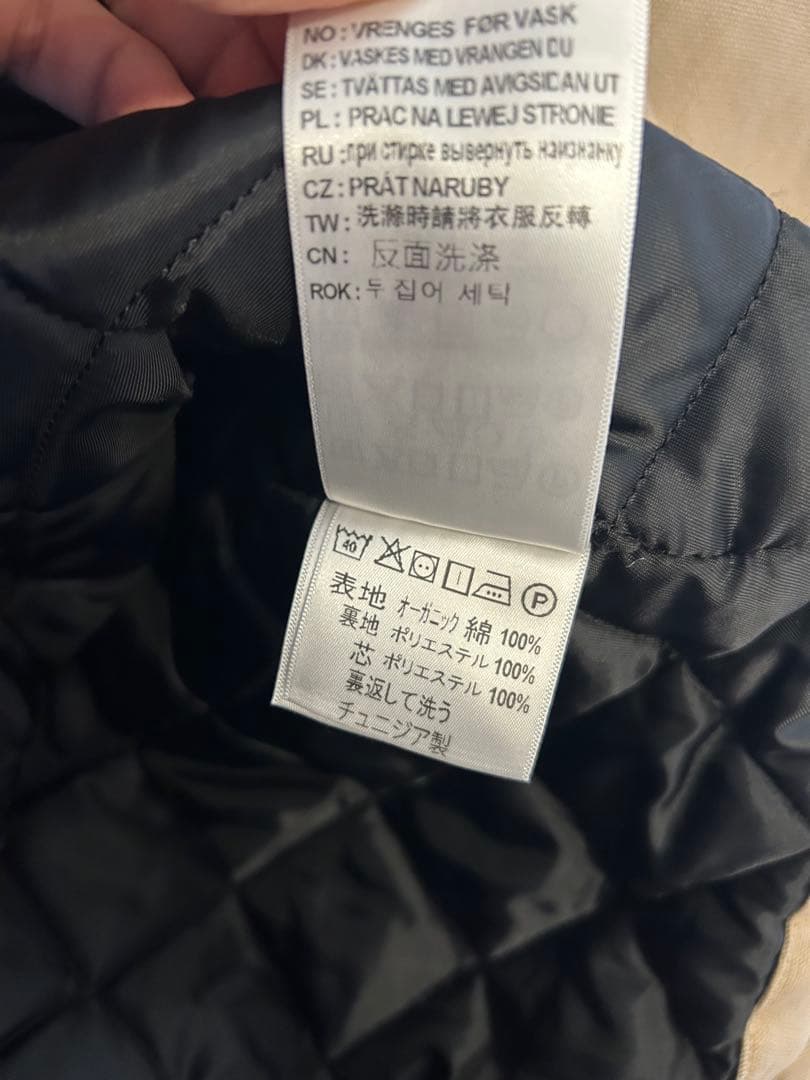 NO: VRENGES FØR VASK
DK: VASKES MED VRANGEN UD
SE: TVÄTTAS MED AVIGSIDAN UT
PL: PRAC NA LEWEJ STRONIE
RU: при стирке вывернуть наизнанку
CZ: PRÁT NARUBY
TW: 洗滌時請將衣服反轉
CN: 反面洗涤
ROK: 두 집어 세틱
40
P
表地 オーガニック 綿 100%
裏地 ポリエステル 100%
芯 ポリエステル 100%
裏返して洗う
チュニジア製